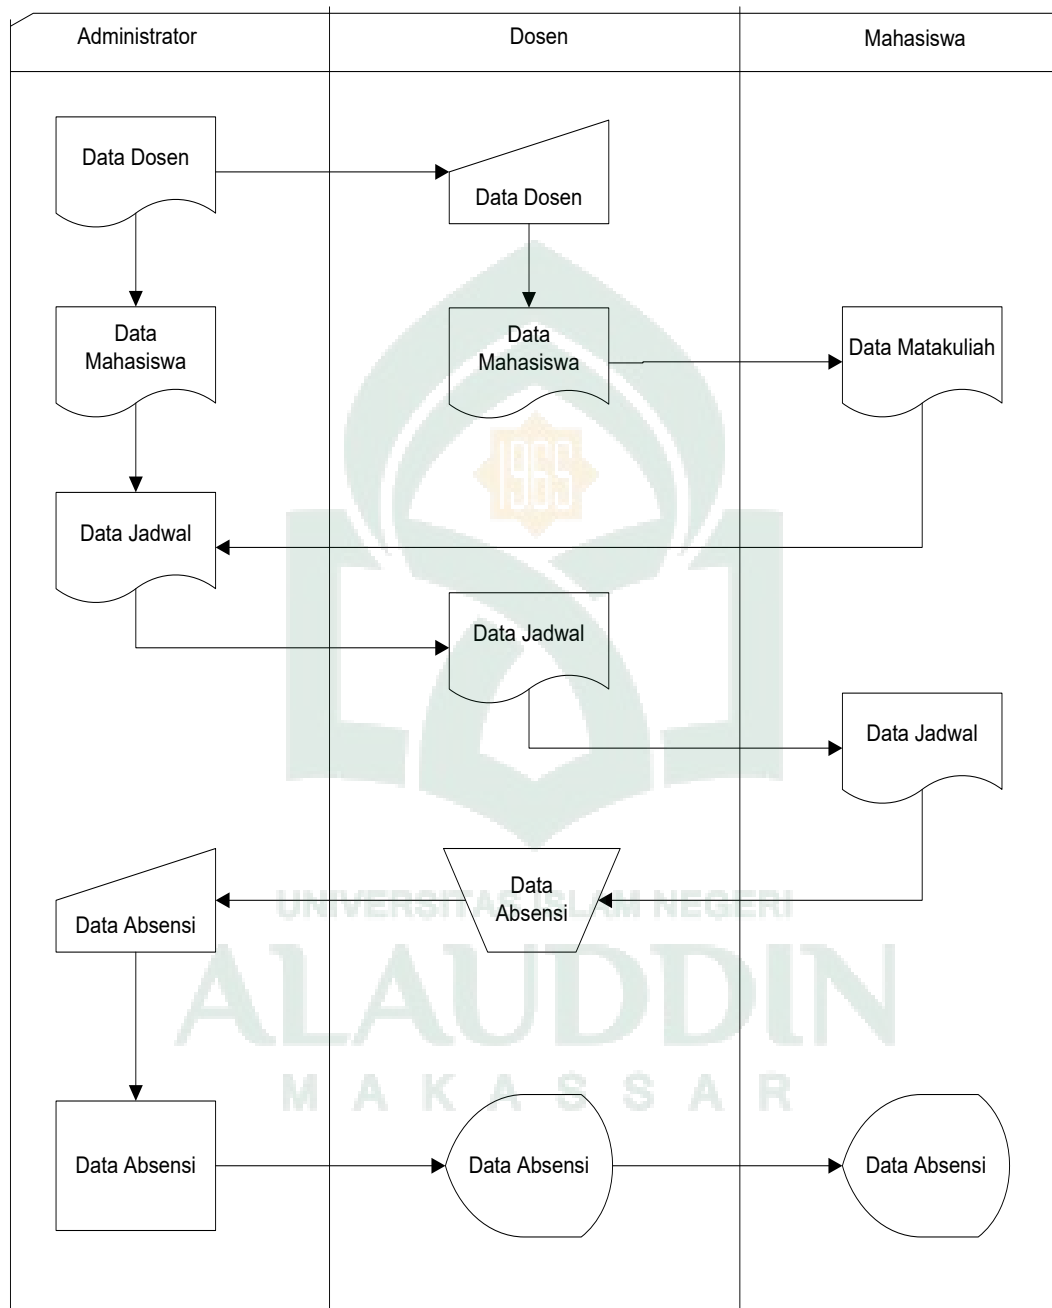 Administrator
Dosen
Mahasiswa
Data Dosen
Data Dosen
Data
Mahasiswa
Data
Mahasiswa
Data Matakuliah
Data Jadwal
Data Jadwal
Data Jadwal
Data
Absensi
Data Absensi
Data Absensi
Data Absensi
Data Absensi
1965
UNIVERSITAS ISLAM NEGERI
ALAUDDIN
MAKASSAR